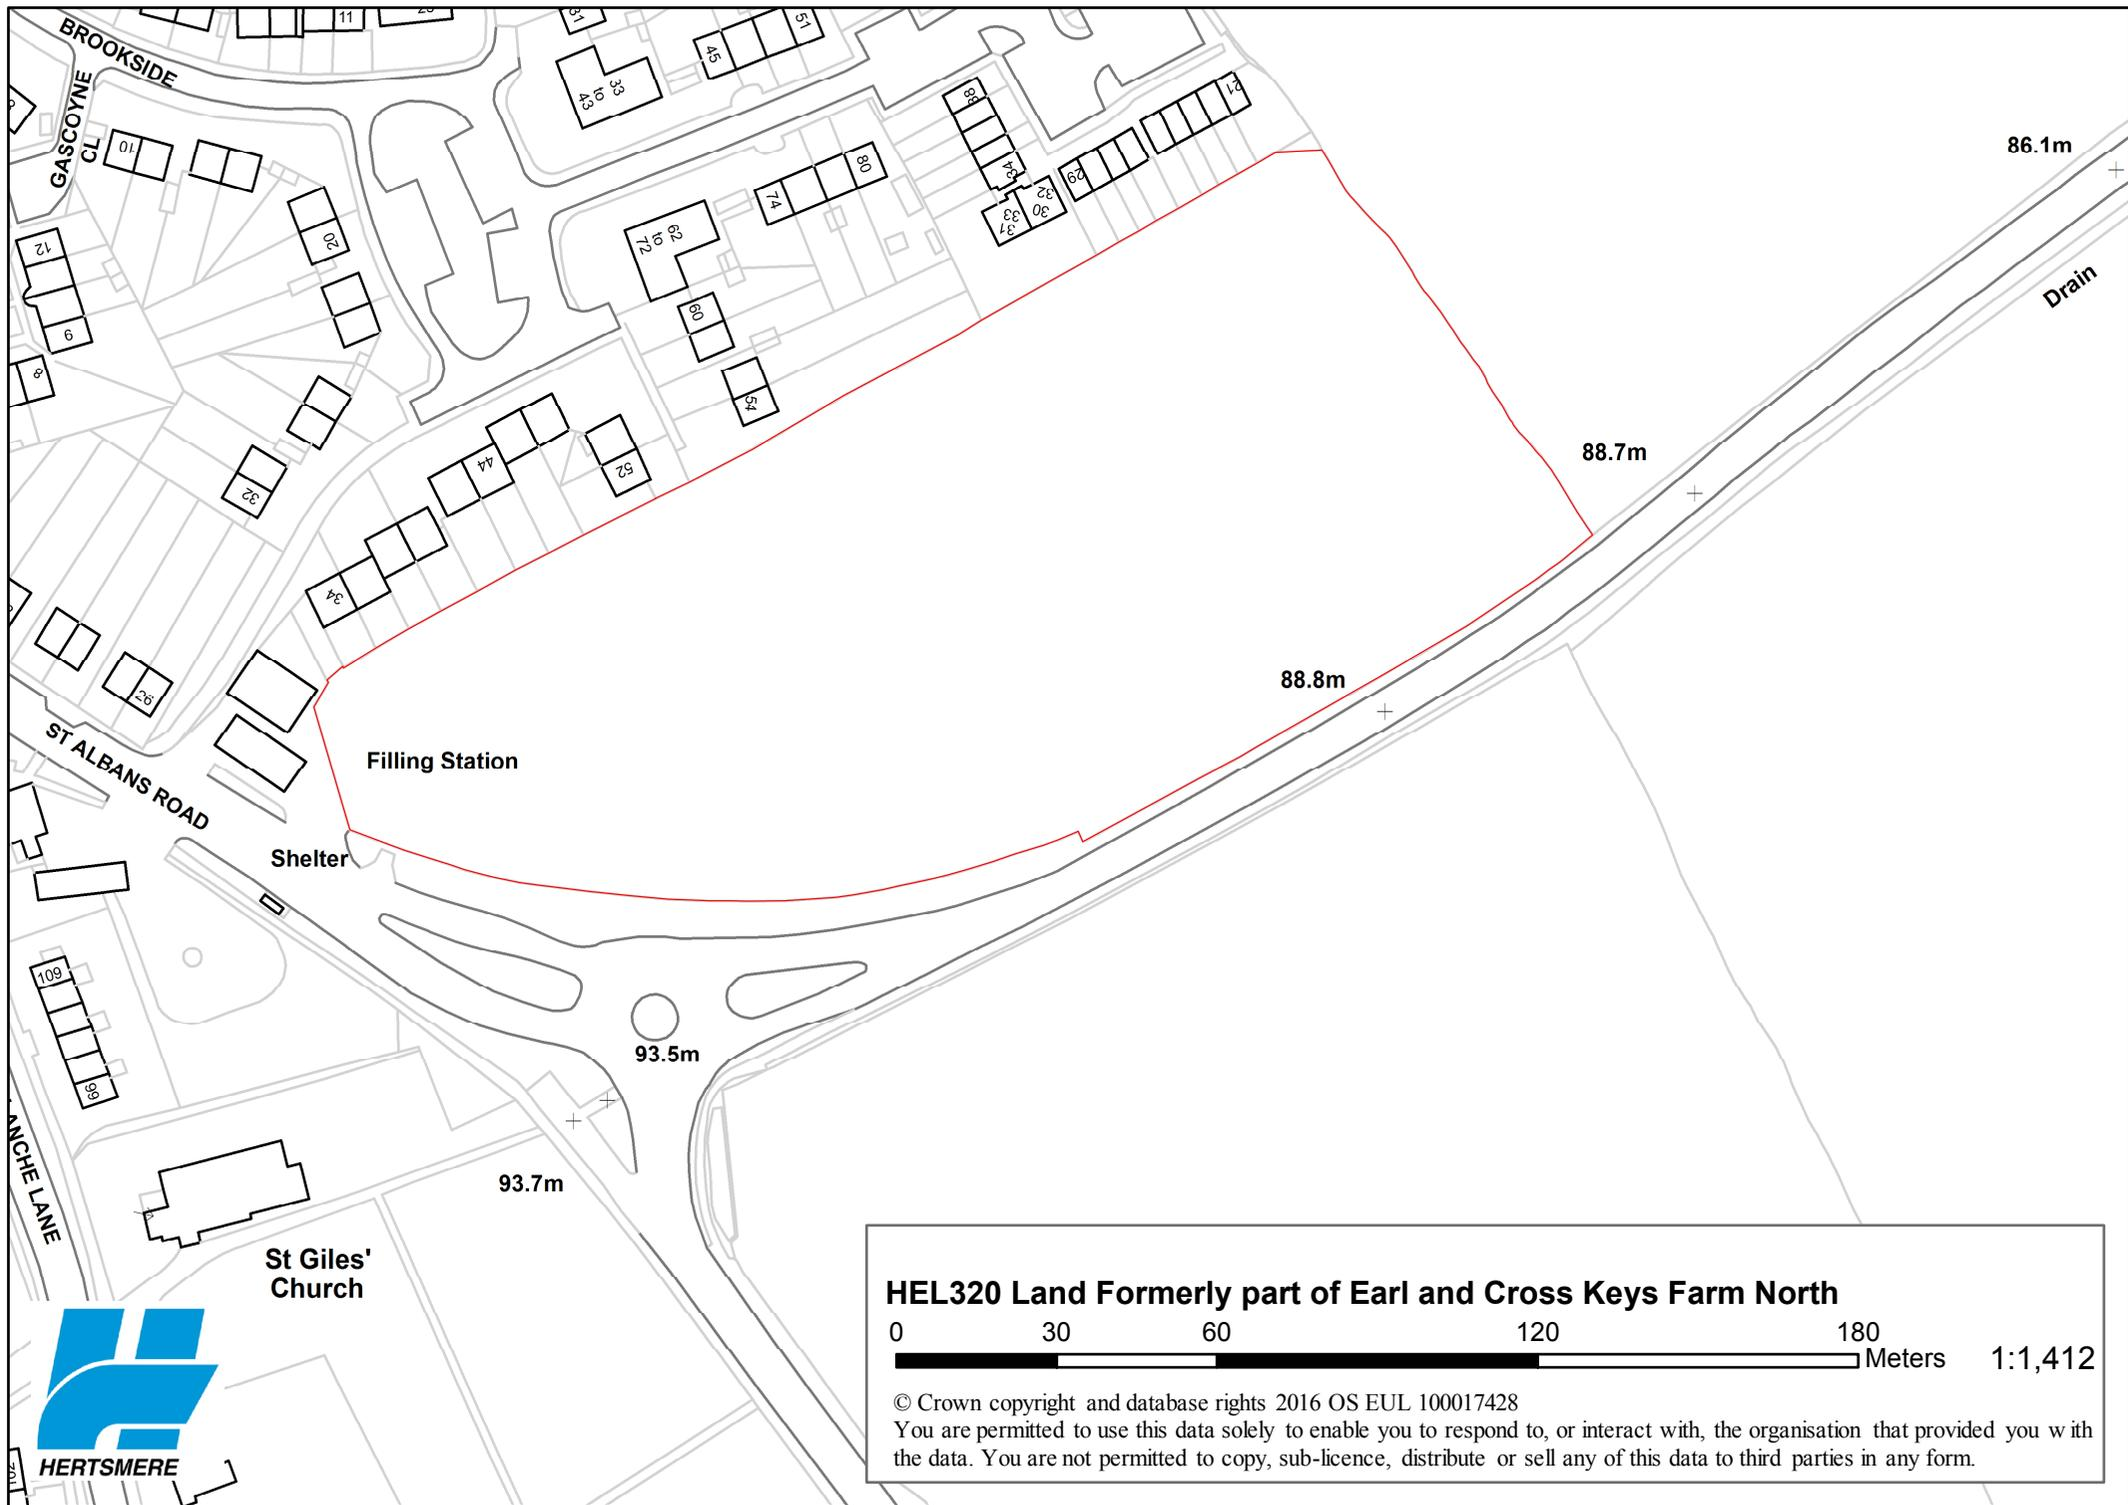 11
31
45
51
BROOKSIDE
GASCOYNE
CL
33
to
43
10
88
21
86.1m
80
74
34
29
32
30
33
37
62
to
72
20
12
60
9
8
54
Drain
44
52
88.7m
32
34
88.8m
92
ST ALBANS ROAD
Filling Station
Shelter
109
99
93.5m
93.7m
ANCHE LANE
St Giles'
Church
HERTSMERE
HEL320 Land Formerly part of Earl and Cross Keys Farm North
0 30 60 120 180
Meters 1:1,412
© Crown copyright and database rights 2016 OS EUL 100017428
You are permitted to use this data solely to enable you to respond to, or interact with, the organisation that provided you with
the data. You are not permitted to copy, sub-licence, distribute or sell any of this data to third parties in any form.